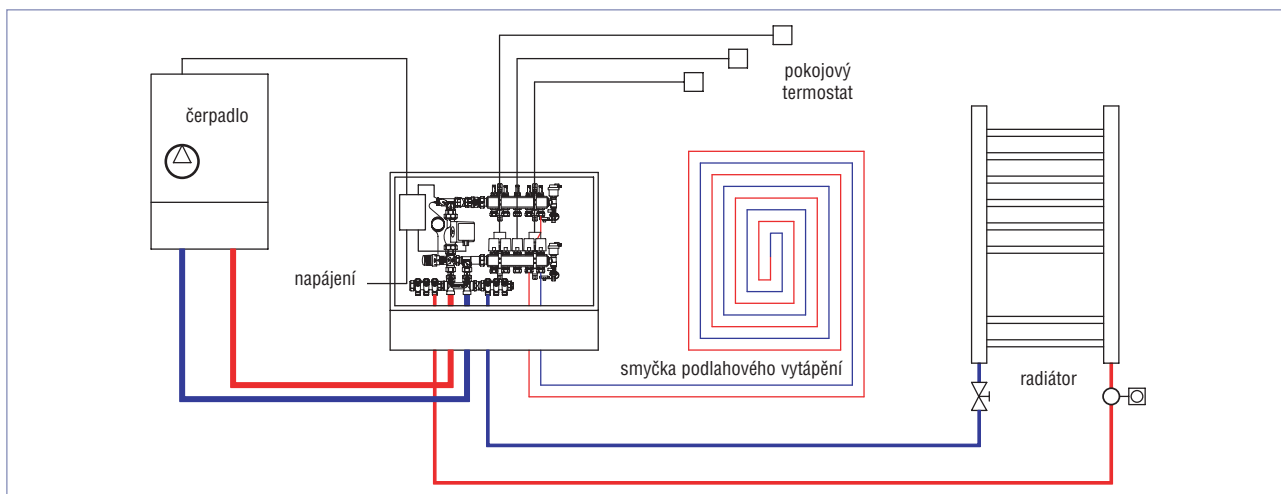 čerpadlo
pokojový
termostat
napájení
smyčka podlahového vytápění
radiátor